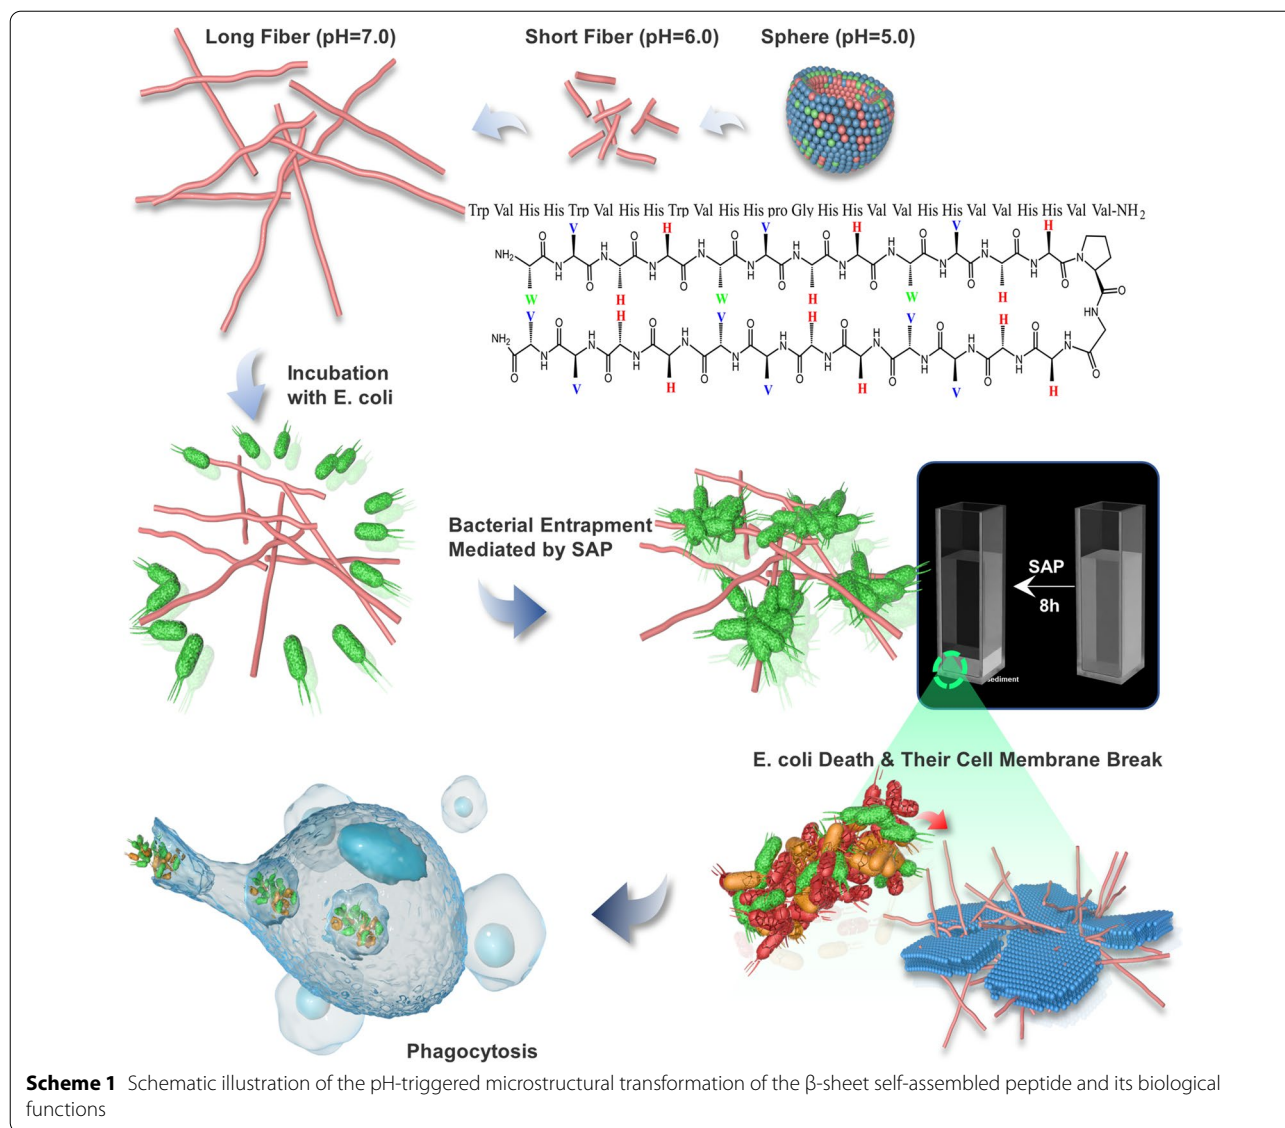 Long Fiber (pH=7.0)
Short Fiber (pH=6.0)
Sphere (pH=5.0)
Trp Val His His Trp Val His His Trp Val His His pro Gly His His Val Val His His Val Val His His Val Val-NH2
V H V H V H
O H O H O H O H O H O H
N N N N N N
NH2 N N N N N N N
H O H O H O H O H O H O
W H W H W H
O
HN
V H V H V H
NH2 H H H H H H
N O N O N O N O N O N O
O N O N O N O N O N O N O
H H H H H H
V H V H V H
Incubation
with E. coli
Bacterial Entrapment
Mediated by SAP
SAP
8h
sediment
E. coli Death & Their Cell Membrane Break
Phagocytosis
Scheme 1 Schematic illustration of the pH-triggered microstructural transformation of the β-sheet self-assembled peptide and its biological
functions